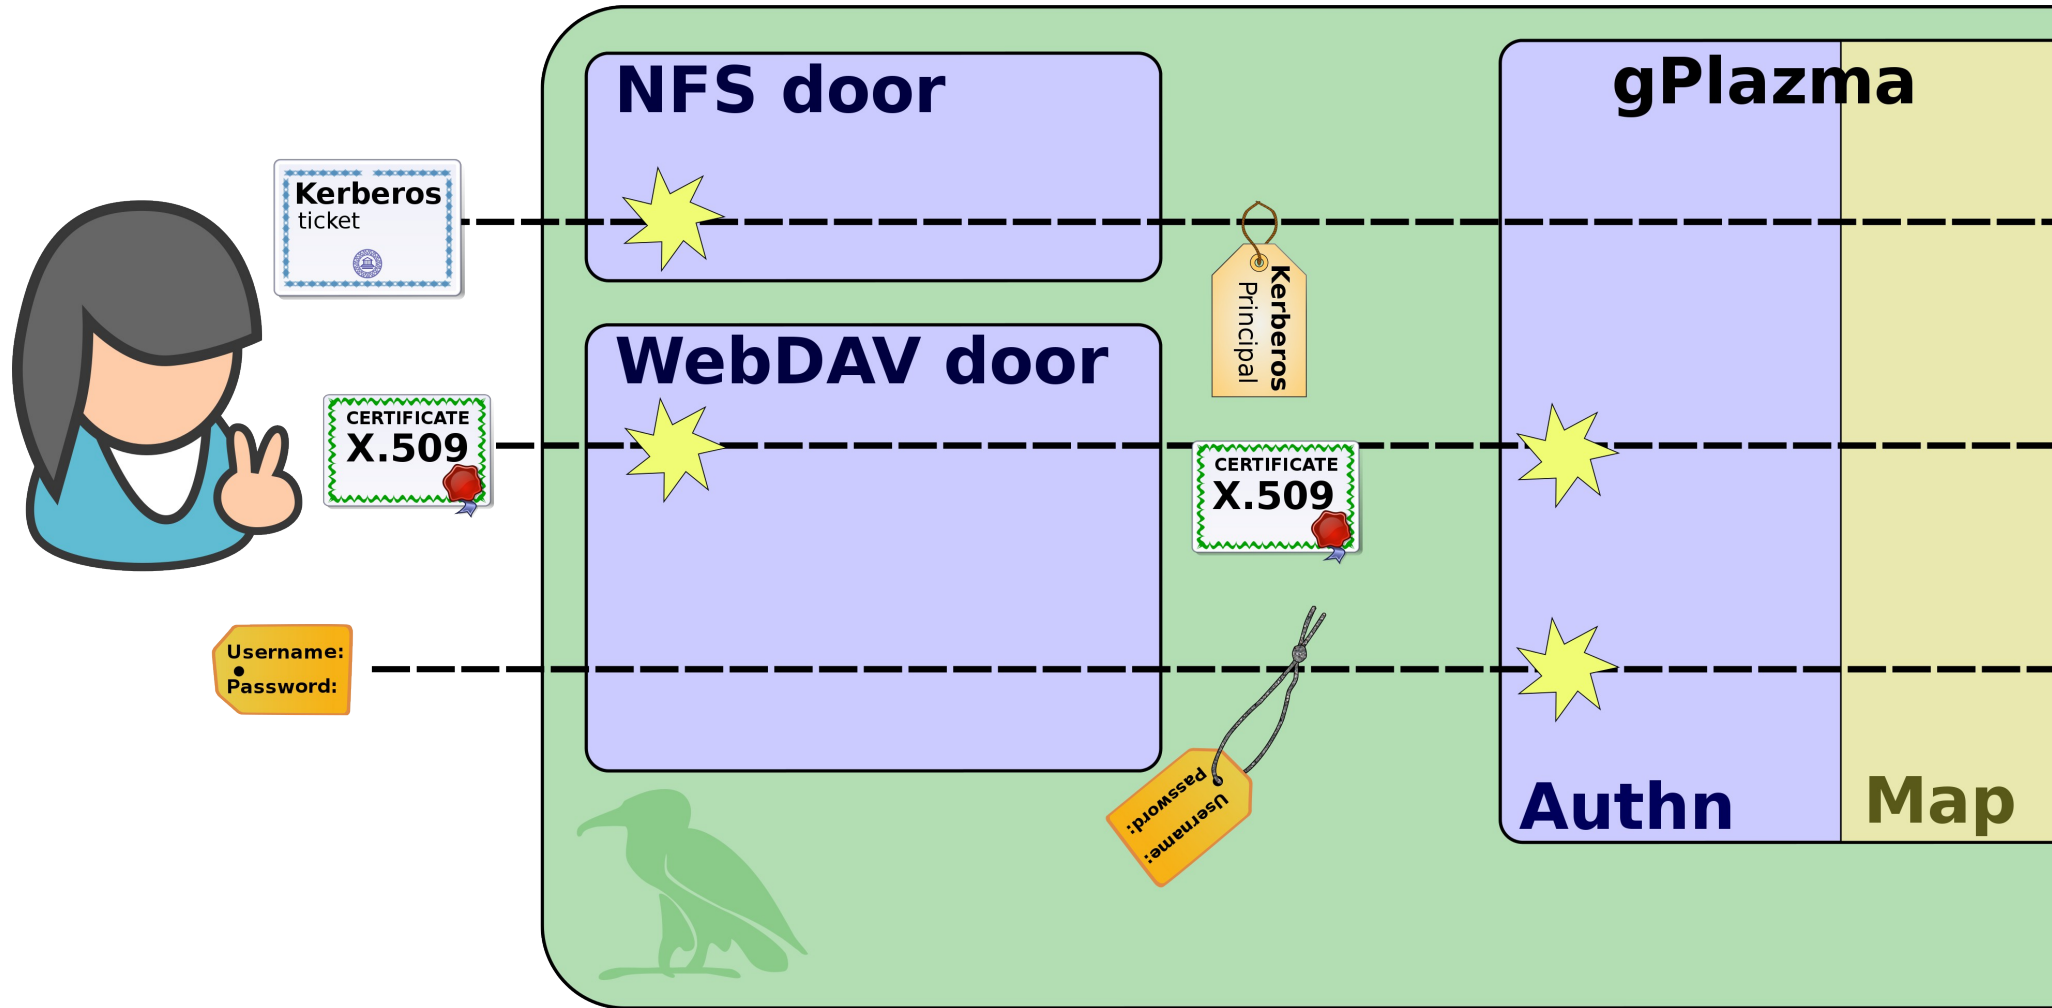 NFS door
gPlazma
Kerberos
ticket
Kerberos
Principal
WebDAV door
CERTIFICATE
X.509
CERTIFICATE
X.509
Username:
Password:
Username:
Password:
Authn
Map